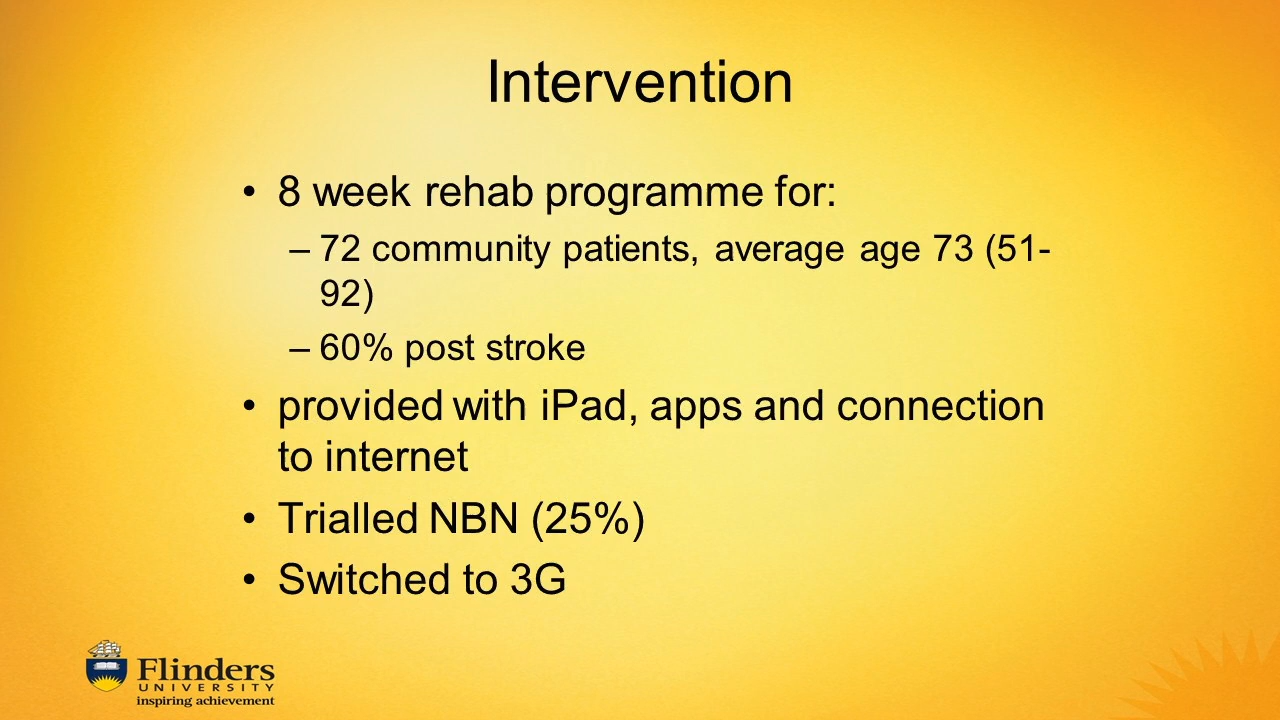 Intervention
• 8 week rehab programme for:
– 72 community patients, average age 73 (51-
92)
– 60% post stroke
• provided with iPad, apps and connection
to internet
• Trialled NBN (25%)
• Switched to 3G
Flinders
UNIVERSITY
inspiring achievement